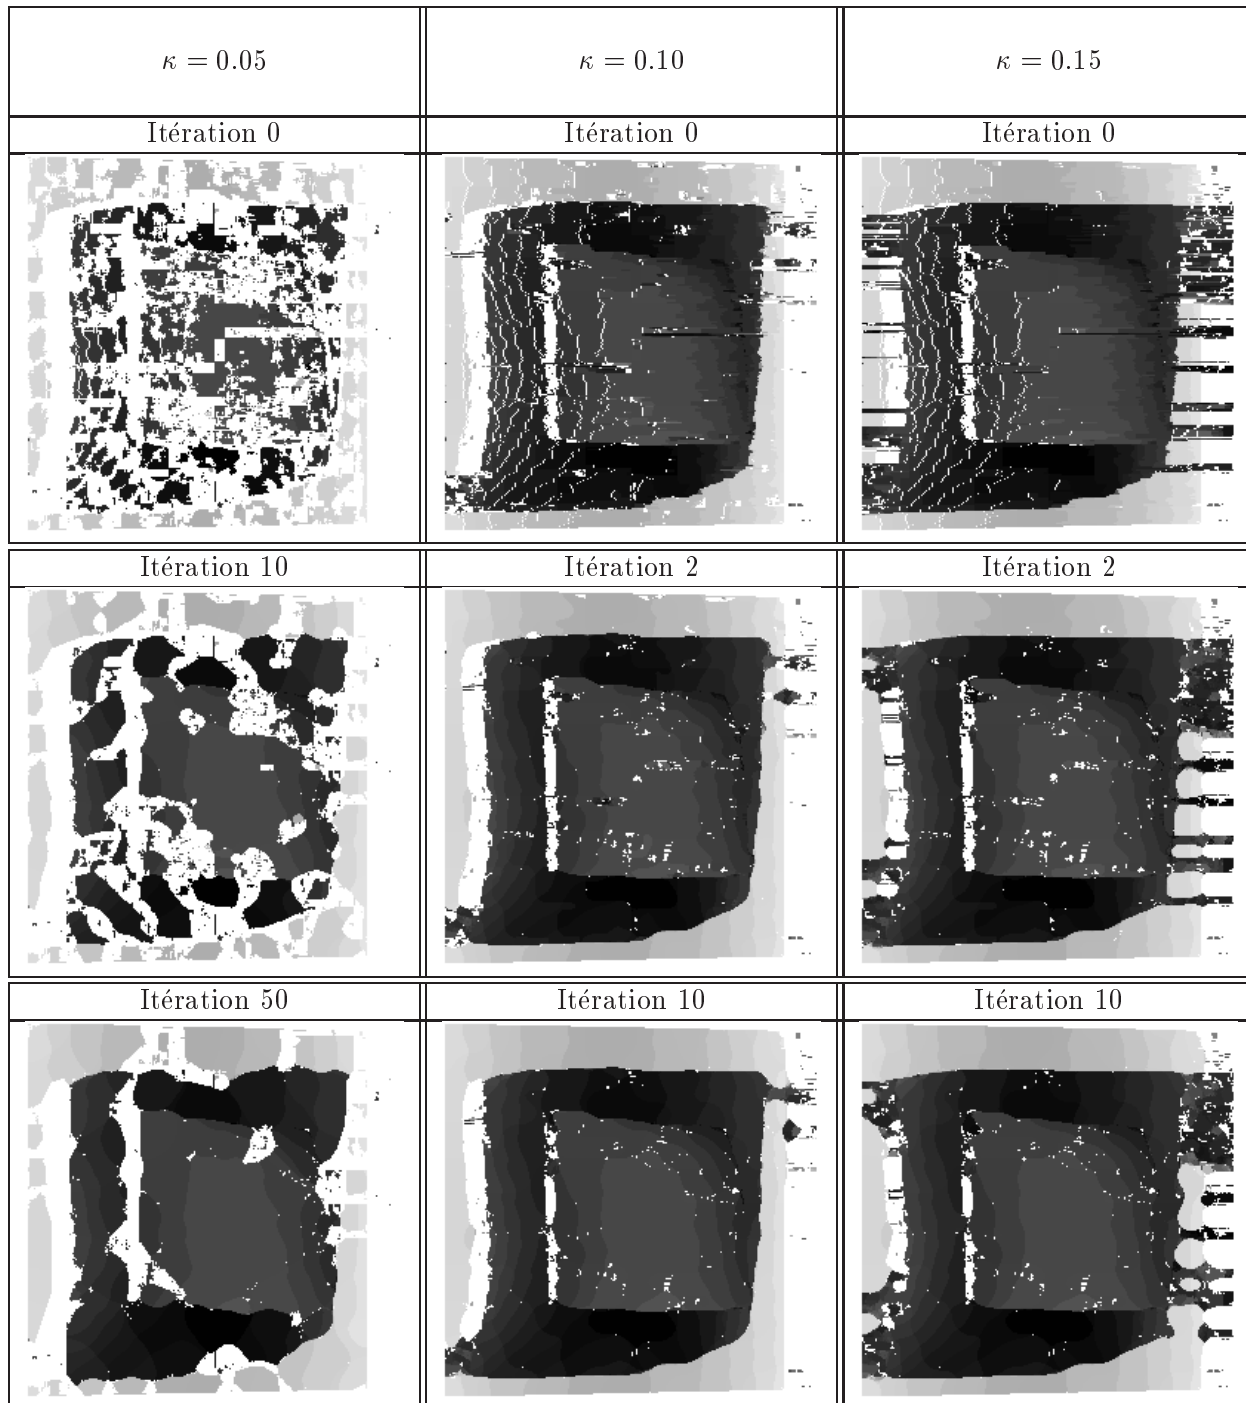 κ = 0.05
κ = 0.10
κ = 0.15
Itération 0
Itération 0
Itération 0
Itération 10
Itération 2
Itération 2
Itération 50
Itération 10
Itération 10